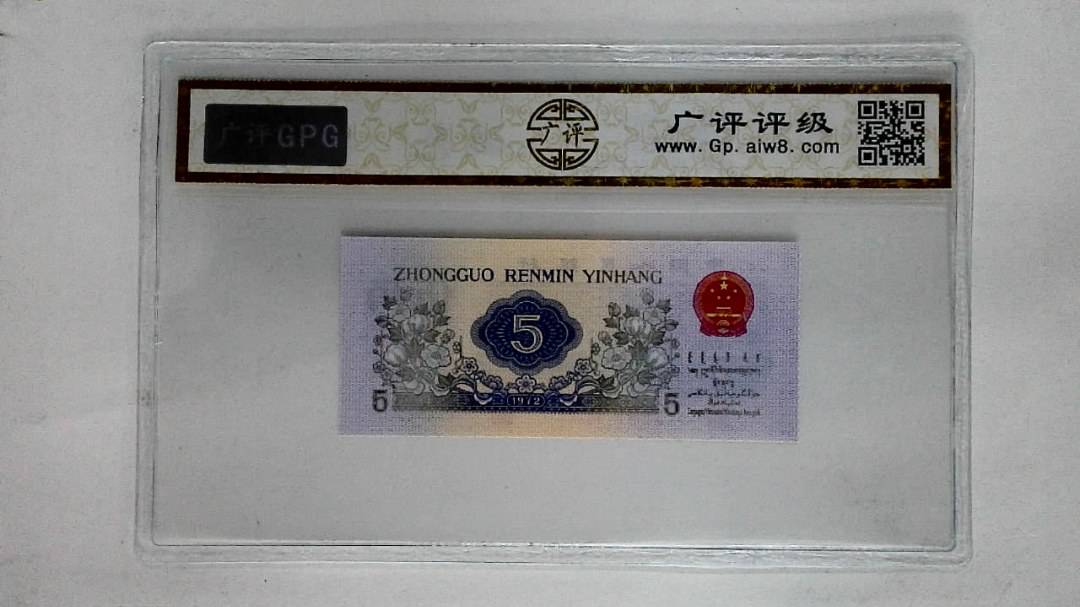 广评GPG
广评
广评评级
www.Gp.aiw8.com
ZHONGGUO RENMIN YINHANG
5
1972
5
5